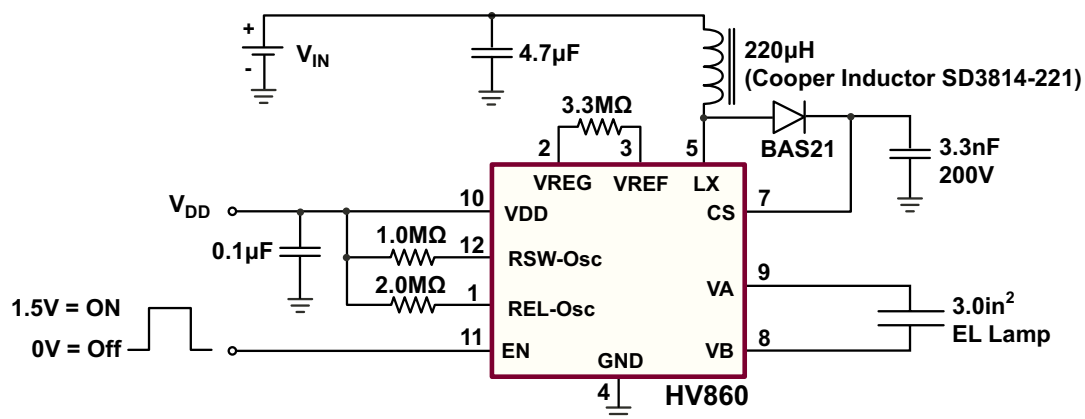 +
-
V_IN
4.7µF
220µH
(Cooper Inductor SD3814-221)
3.3MΩ
2
3
5
BAS21
3.3nF
200V
VREG
VREF
LX
V_DD
10
VDD
CS
7
0.1µF
1.0MΩ
12
RSW-Osc
2.0MΩ
1
REL-Osc
VA
9
1.5V = ON
0V = Off
3.0in²
EL Lamp
11
EN
VB
8
GND
4
HV860